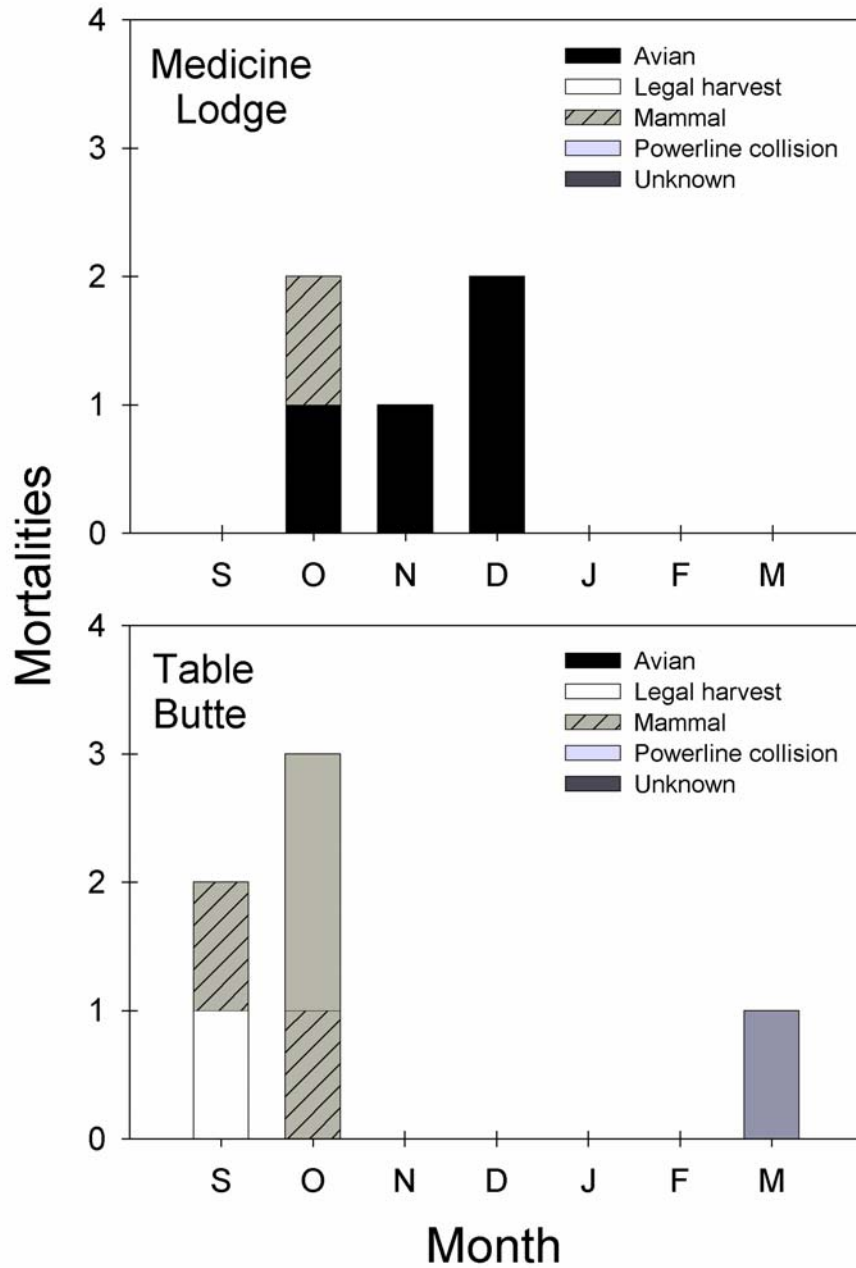 Mortalities
4
3
2
1
0
Medicine
Lodge
Avian
Legal harvest
Mammal
Powerline collision
Unknown
S O N D J F M
4
3
2
1
0
Table
Butte
Avian
Legal harvest
Mammal
Powerline collision
Unknown
S O N D J F M
Month